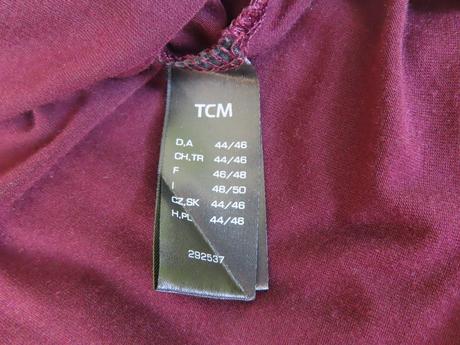 TCM
D,A 44/46
CH,TR 44/46
F 46/48
I 48/50
CZ,SK 44/46
H,PL 44/46
292537